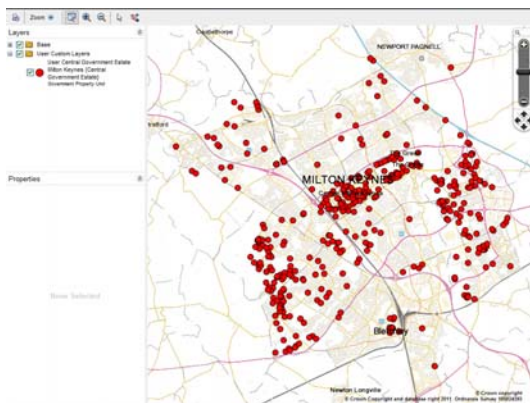 Zoom
Layers
Base
User Custom Layers
User Central Government Estate
Milton Keynes (Central
Government Estate)
Government Property Unit
Properties
None Selected
Castlethorpe
NEWPORT PAGNELL
MILTON KEYNES
Bletchley
Newton Longville
© Crown copyright
© Crown Copyright and database right 2011. Ordnance Survey